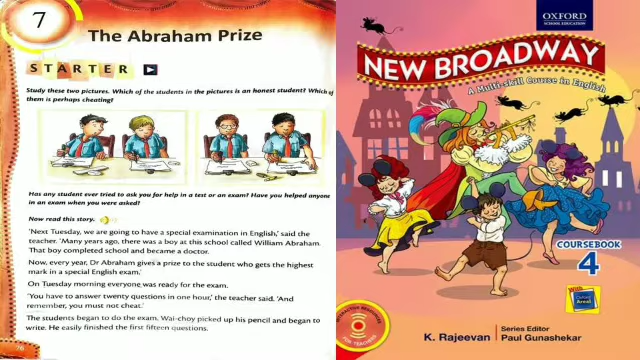 7
The Abraham Prize
STARTER
Study these two pictures. Which of the students in the pictures is an honest student? Which of
them is perhaps cheating?
Has any student ever tried to ask you for help in a test or an exam? Have you helped anyone
in an exam when you were asked?
Now read this story.
'Next Tuesday, we are going to have a special examination in English,' said the
teacher. 'Many years ago, there was a boy at this school called William Abraham.
That boy completed school and became a doctor.
Now, every year, Dr Abraham gives a prize to the student who gets the highest
mark in a special English exam.'
On Tuesday morning everyone was ready for the exam.
'You have to answer twenty questions in one hour,' the teacher said. 'And
remember, you must not cheat.'
The students began to do the exam. Wai-choy picked up his pencil and began to
write. He easily finished the first fifteen questions.
76
OXFORD
NEW BROADWAY
A Multi-Skill Course in English
COURSEBOOK
4
With
Oxford
Areal
FOR TEACHERS
K. Rajeevan
Series Editor
Paul Gunashekar